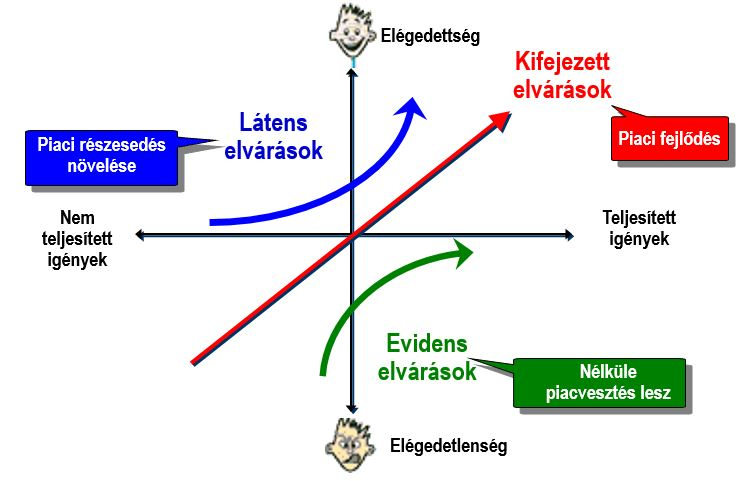 Elégedettség
Kifejezett
elvárások
Piaci fejlődés
Látens
elvárások
Piaci részesedés
növelése
Nem
teljesített
igények
Teljesített
igények
Evidens
elvárások
Nélküle
piacvesztés lesz
Elégedetlenség